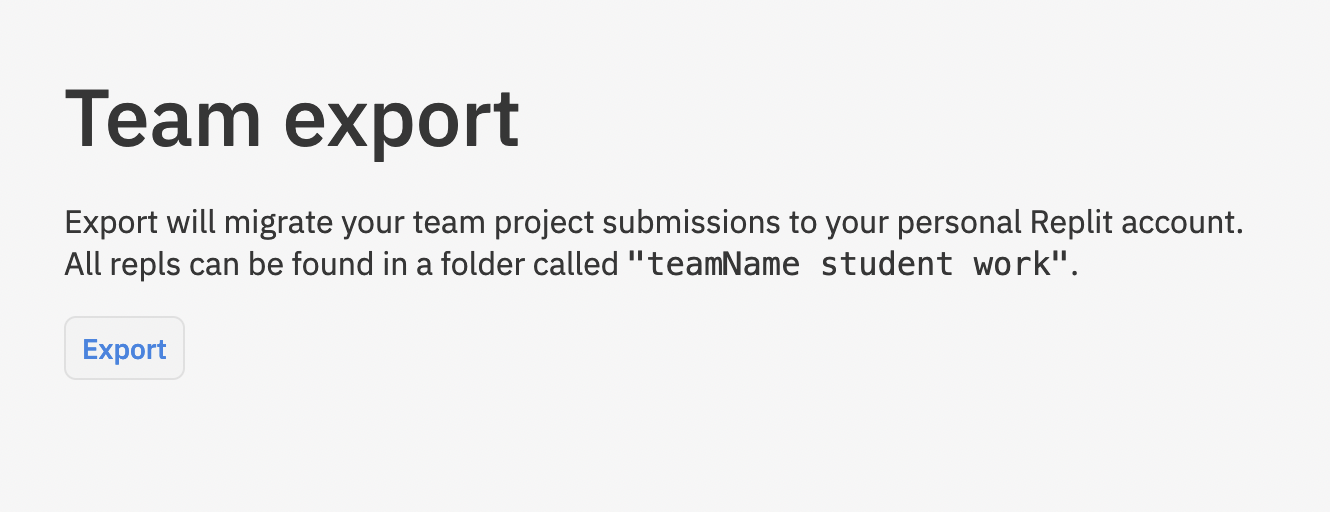 Team export
Export will migrate your team project submissions to your personal Replit account.
All repls can be found in a folder called "teamName student work".
Export